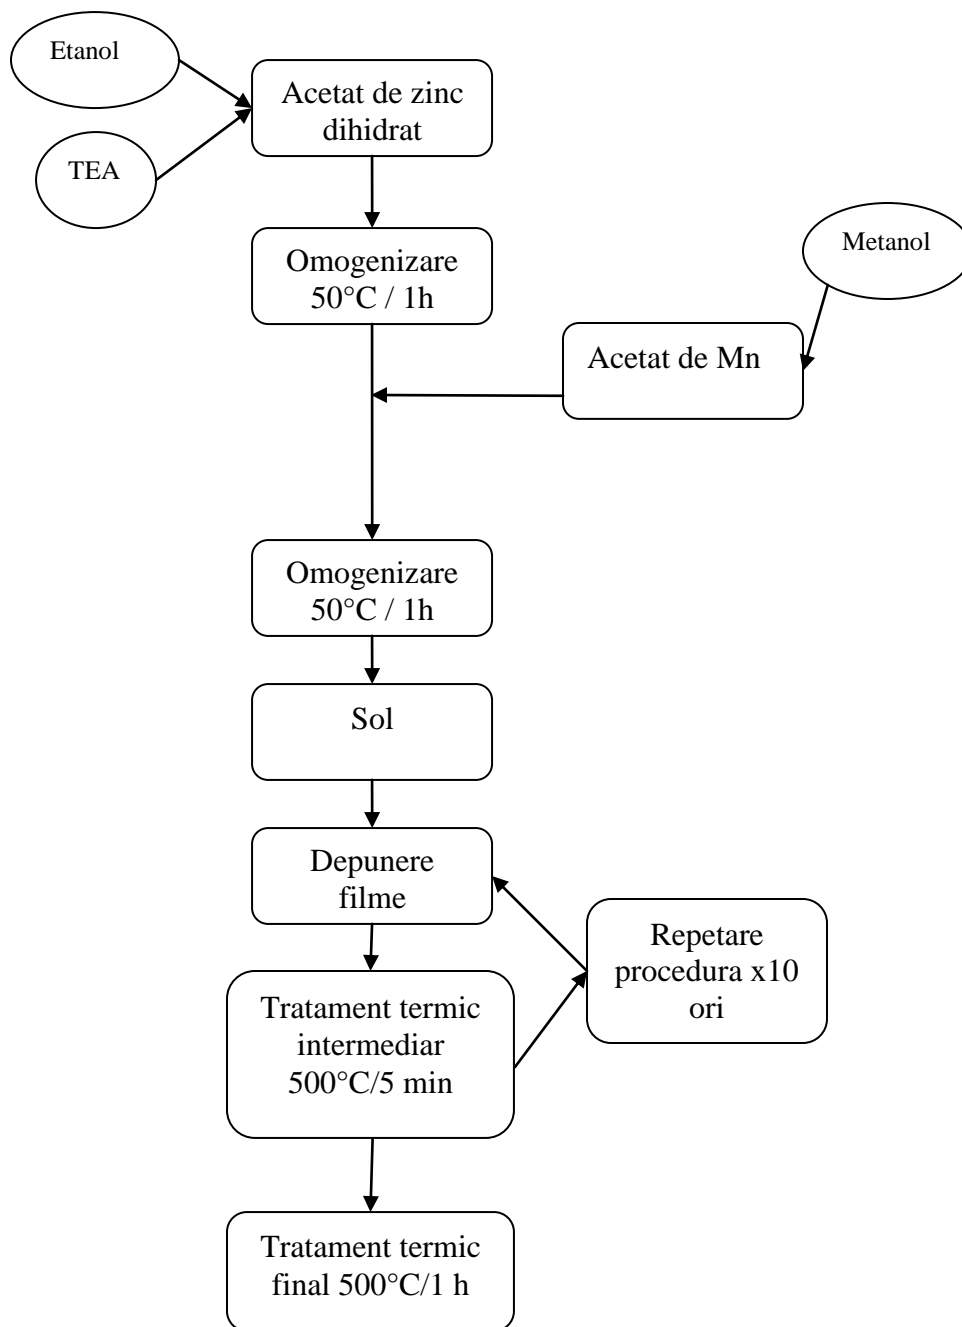 Etanol
Acetat de zinc
dihidrat
TEA
Omogenizare
50°C / 1h
Metanol
Acetat de Mn
Omogenizare
50°C / 1h
Sol
Depunere
filme
Repetare
procedura x10
ori
Tratament termic
intermediar
500°C/5 min
Tratament termic
final 500°C/1 h